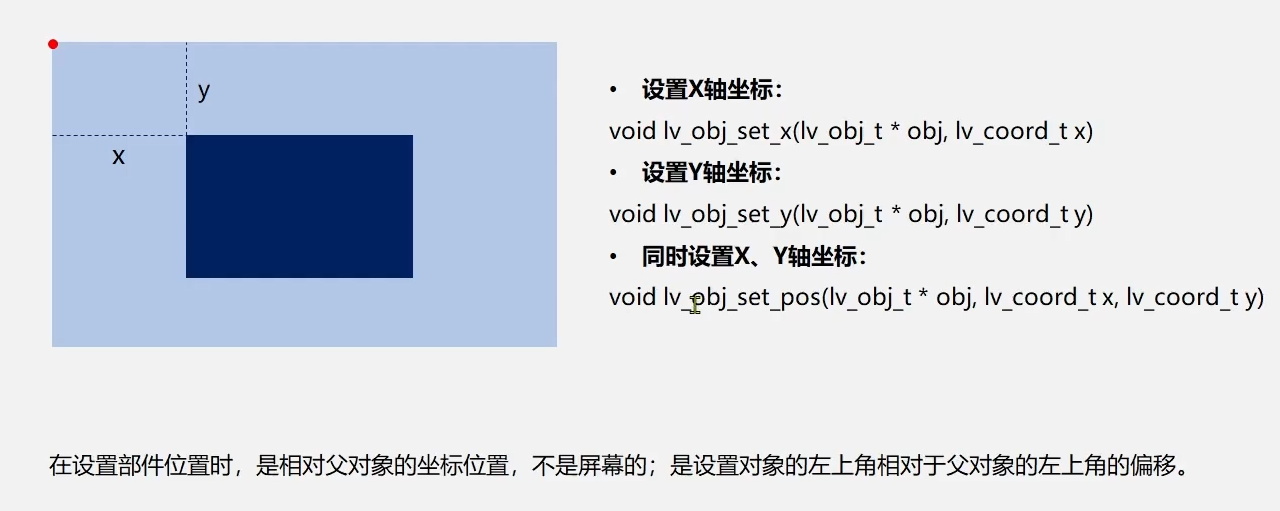 y
x
• 设置X轴坐标：
void lv_obj_set_x(lv_obj_t * obj, lv_coord_t x)
• 设置Y轴坐标：
void lv_obj_set_y(lv_obj_t * obj, lv_coord_t y)
• 同时设置X、Y轴坐标：
void lv_obj_set_pos(lv_obj_t * obj, lv_coord_t x, lv_coord_t y)
在设置部件位置时，是相对父对象的坐标位置，不是屏幕的；是设置对象的左上角相对于父对象的左上角的偏移。